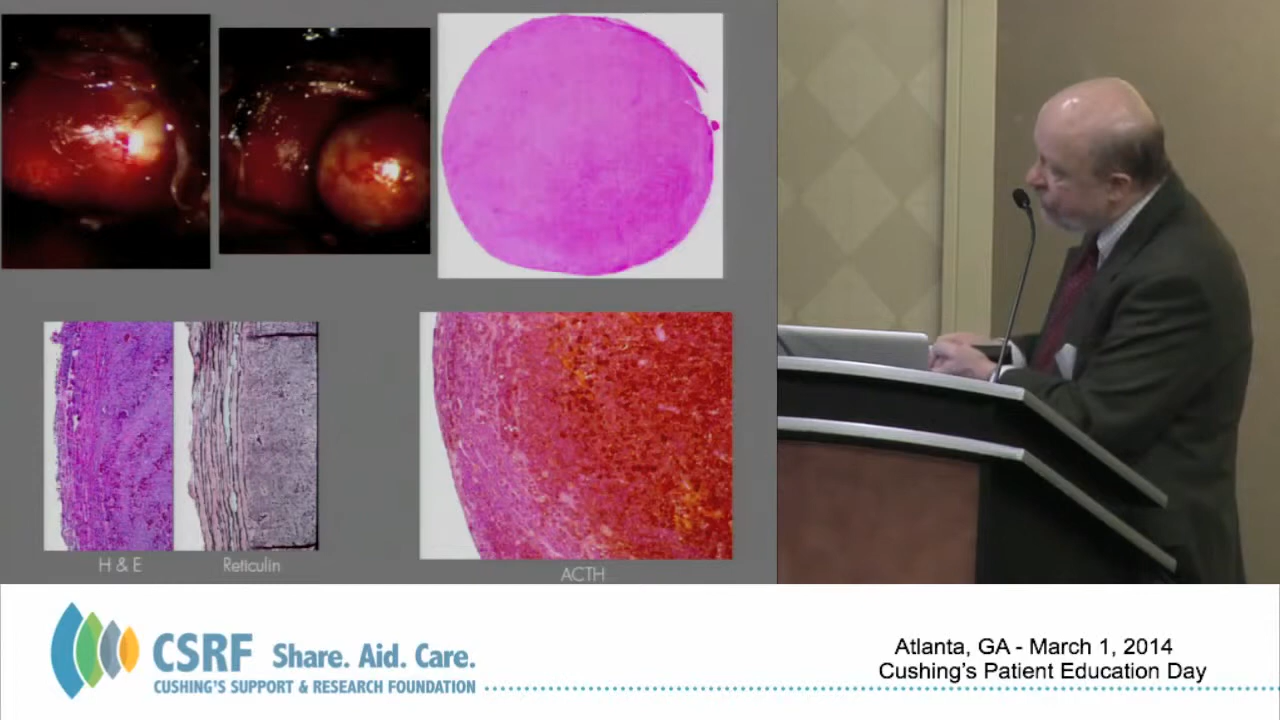 H & E
Reticulin
ACTH
CSRF Share. Aid. Care.
CUSHING'S SUPPORT & RESEARCH FOUNDATION
Atlanta, GA - March 1, 2014
Cushing's Patient Education Day